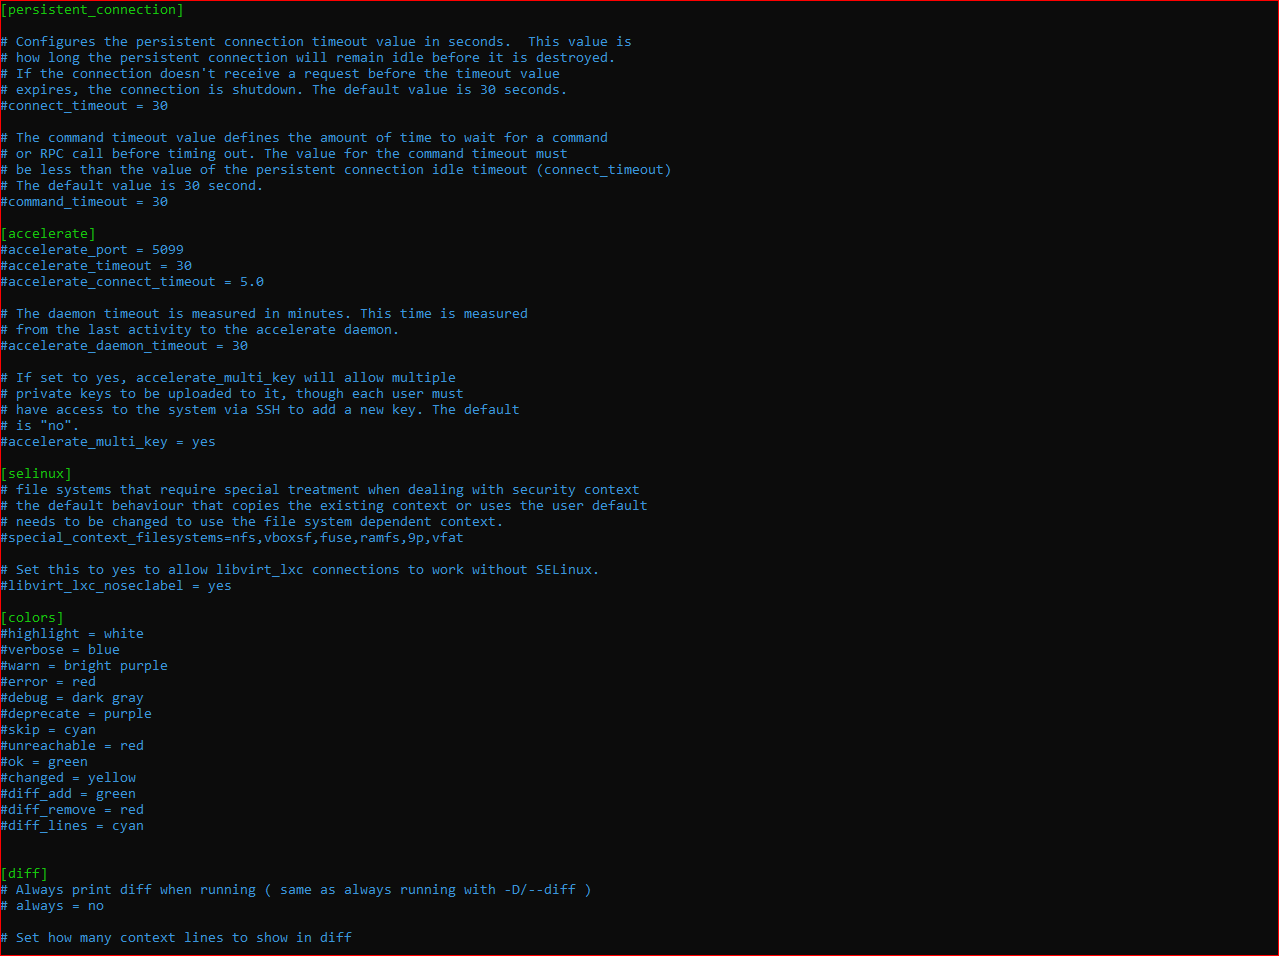 [persistent_connection]
# Configures the persistent connection timeout value in seconds.  This value is
# how long the persistent connection will remain idle before it is destroyed.
# If the connection doesn't receive a request before the timeout value
# expires, the connection is shutdown. The default value is 30 seconds.
#connect_timeout = 30
# The command timeout value defines the amount of time to wait for a command
# or RPC call before timing out. The value for the command timeout must
# be less than the value of the persistent connection idle timeout (connect_timeout)
# The default value is 30 second.
#command_timeout = 30
[accelerate]
#accelerate_port = 5099
#accelerate_timeout = 30
#accelerate_connect_timeout = 5.0
# The daemon timeout is measured in minutes. This time is measured
# from the last activity to the accelerate daemon.
#accelerate_daemon_timeout = 30
# If set to yes, accelerate_multi_key will allow multiple
# private keys to be uploaded to it, though each user must
# have access to the system via SSH to add a new key. The default
# is "no".
#accelerate_multi_key = yes
[selinux]
# file systems that require special treatment when dealing with security context
# the default behaviour that copies the existing context or uses the user default
# needs to be changed to use the file system dependent context.
#special_context_filesystems=nfs,vboxsf,fuse,ramfs,9p,vfat
# Set this to yes to allow libvirt_lxc connections to work without SELinux.
#libvirt_lxc_noseclabel = yes
[colors]
#highlight = white
#verbose = blue
#warn = bright purple
#error = red
#debug = dark gray
#deprecate = purple
#skip = cyan
#unreachable = red
#ok = green
#changed = yellow
#diff_add = green
#diff_remove = red
#diff_lines = cyan
[diff]
# Always print diff when running ( same as always running with -D/--diff )
# always = no
# Set how many context lines to show in diff